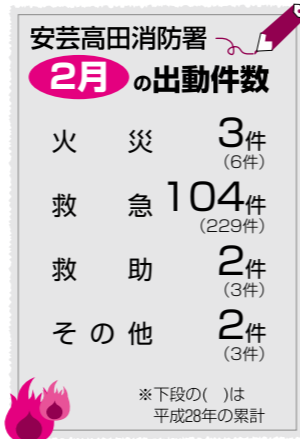 安芸高田消防署
2月の出動件数
火災 3件
(6件)
救急 104件
(229件)
救助 2件
(3件)
その他 2件
(3件)
※下段の( )は
平成28年の累計